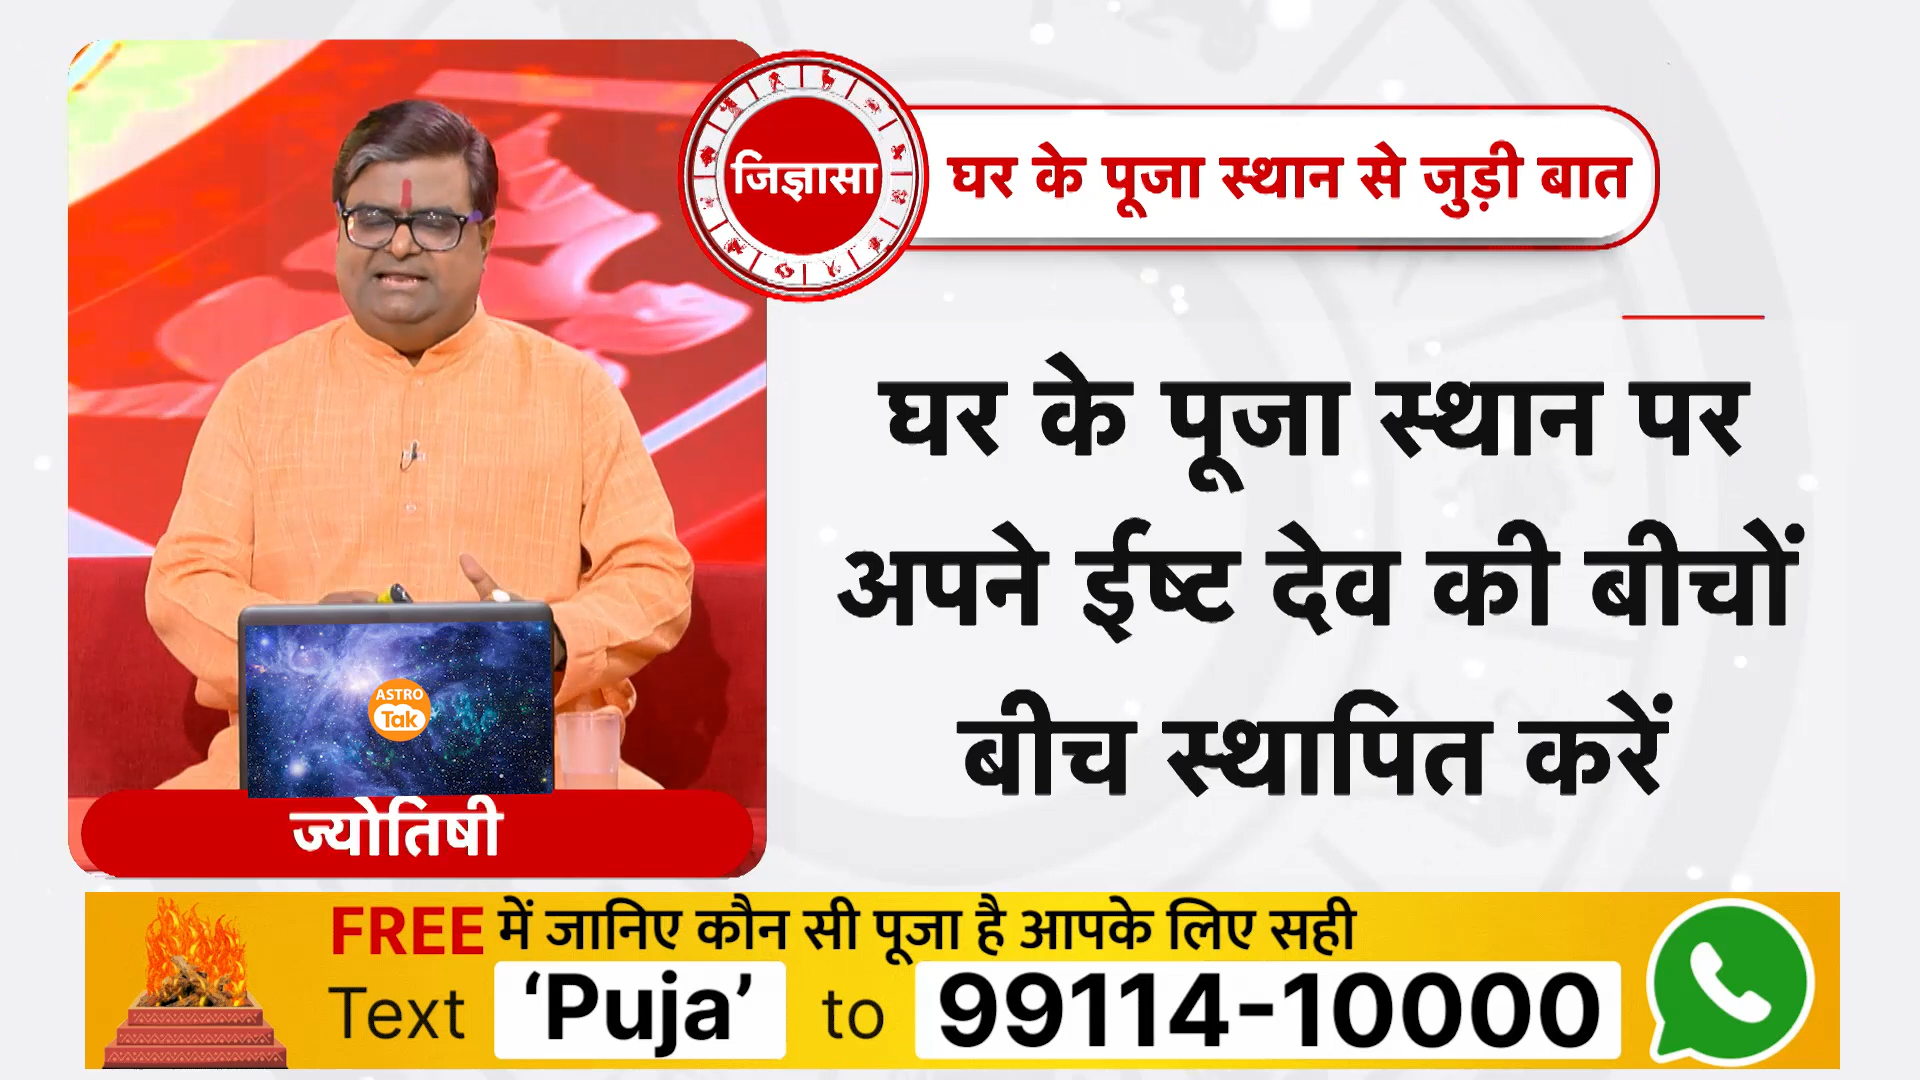 जिज्ञासा
घर के पूजा स्थान से जुड़ी बात
घर के पूजा स्थान पर
अपने ईष्ट देव की बीचों
बीच स्थापित करें
ASTRO
Tak
ज्योतिषी
FREE में जानिए कौन सी पूजा है आपके लिए सही
Text ‘Puja’ to 99114-10000